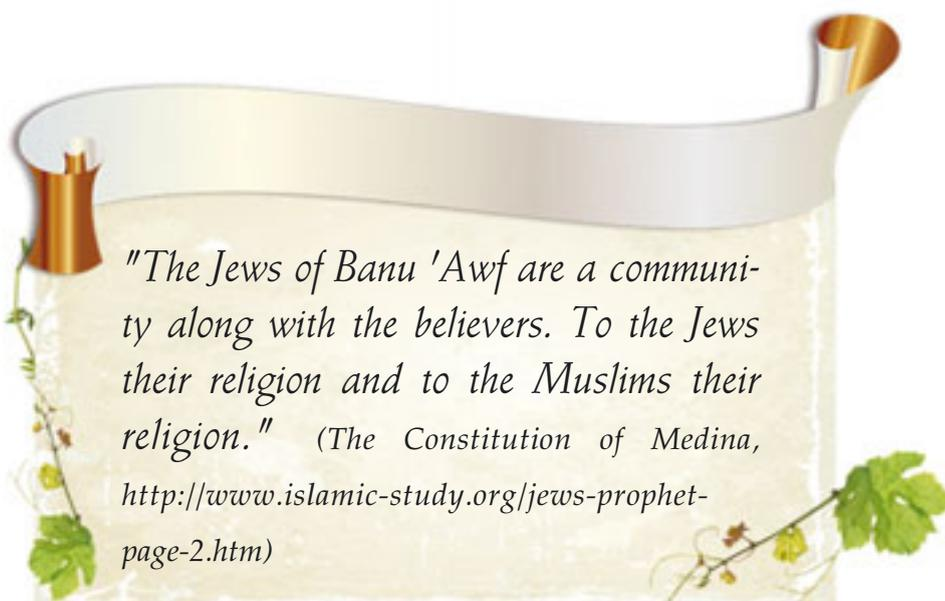 "The Jews of Banu 'Awf are a communi-
ty along with the believers. To the Jews
their religion and to the Muslims their
religion." (The Constitution of Medina,
http://www.islamic-study.org/jews-prophet-
page-2.htm)